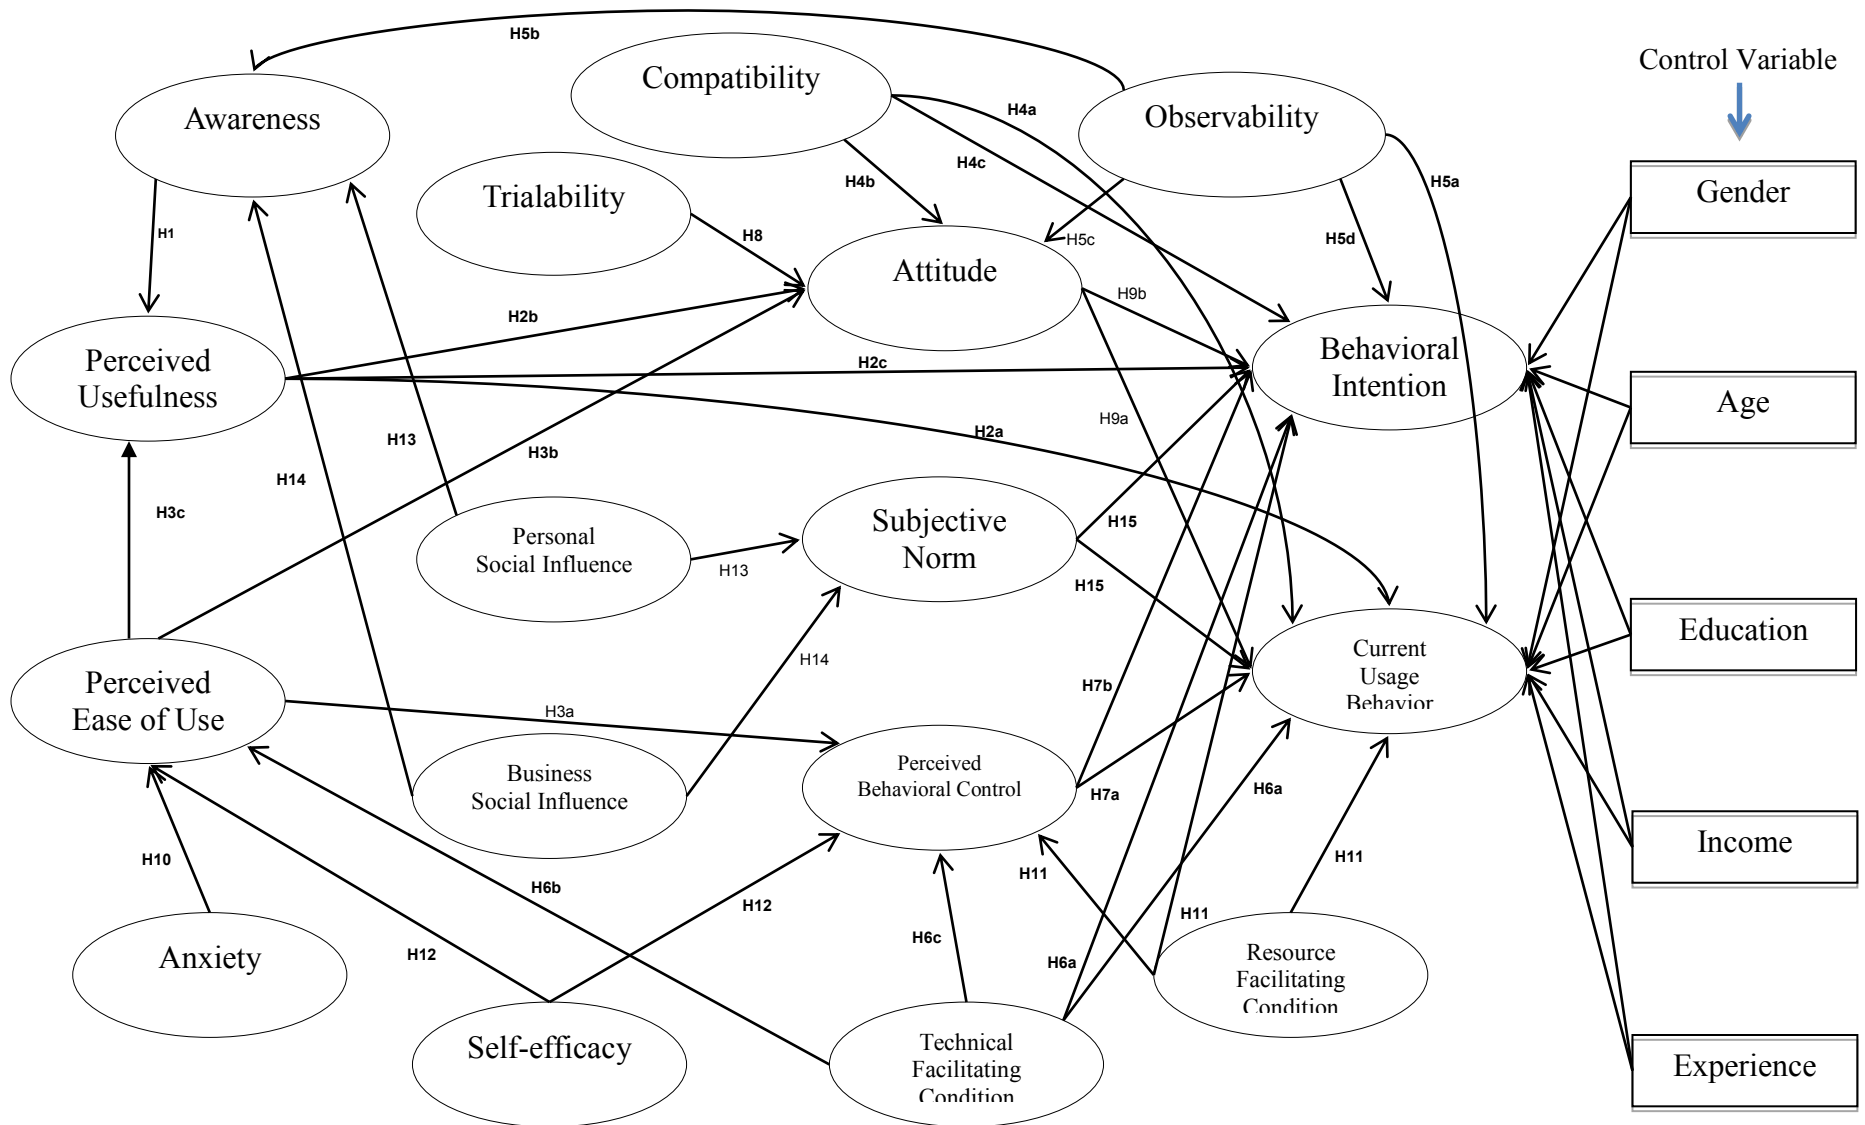 H5b
Control Variable
Compatibility
Awareness
Observability
H4a
H4c
H4b
H5a
Trialability
Gender
H1
H8
H5c
H5d
Attitude
H9b
H2b
Perceived
Usefulness
H2c
Behavioral
Intention
Age
H9a
H2a
H13
H3b
H14
H3c
Personal
Social Influence
H13
Subjective
Norm
H15
H15
H14
Education
Current
Usage
Behavior
Perceived
Ease of Use
H3a
H7b
Business
Social Influence
Perceived
Behavioral Control
H7a
H6a
Income
H10
H6b
H12
H11
H11
H12
H6c
H6a
H11
Anxiety
Resource
Facilitating
Condition
Self-efficacy
Technical
Facilitating
Condition
Experience